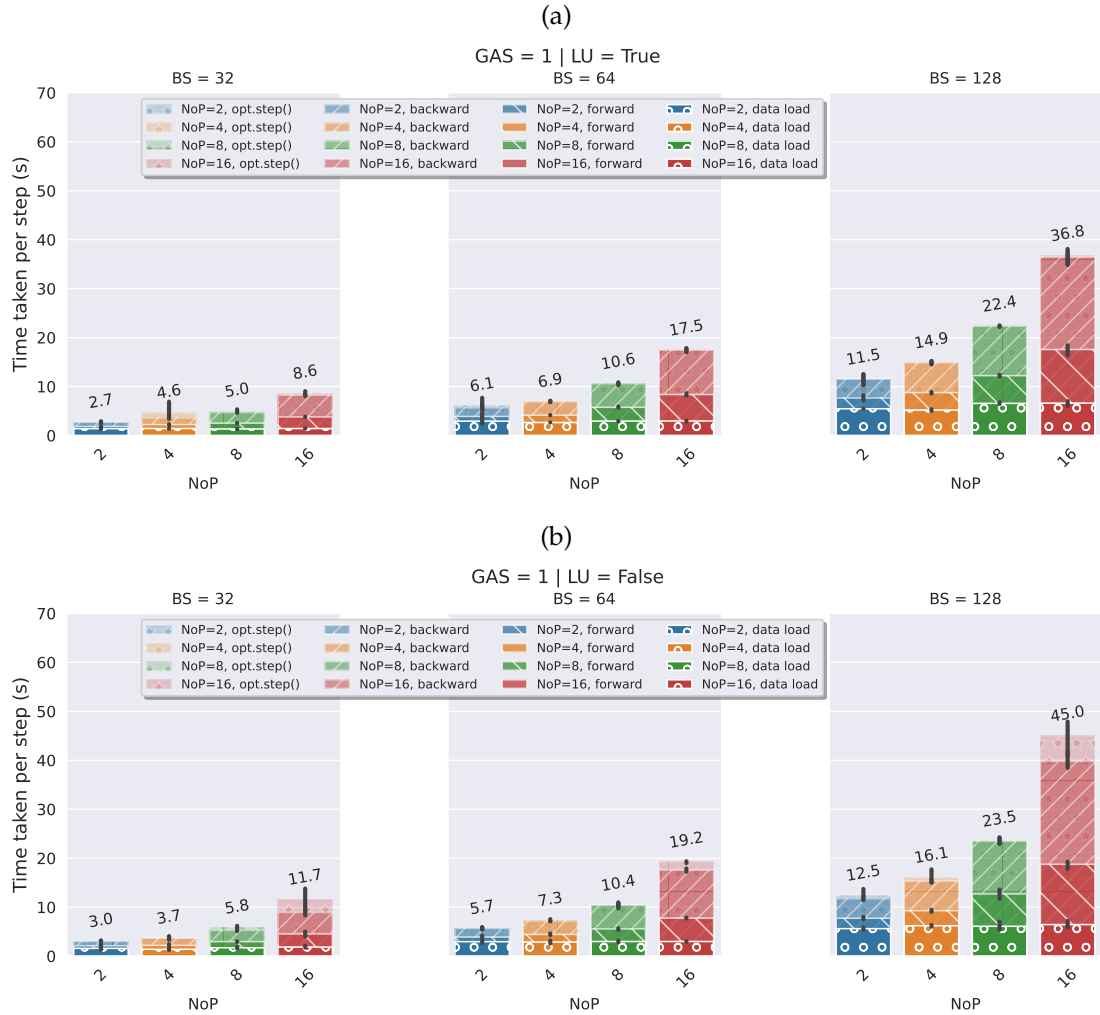 (a)
GAS = 1 | LU = True
BS = 32 BS = 64 BS = 128
NoP=2, opt.step() NoP=2, backward NoP=2, forward NoP=2, data load
NoP=4, opt.step() NoP=4, backward NoP=4, forward NoP=4, data load
NoP=8, opt.step() NoP=8, backward NoP=8, forward NoP=8, data load
NoP=16, opt.step() NoP=16, backward NoP=16, forward NoP=16, data load
Time taken per step (s)
70
60
50
40
30
20
10
0
2.7 4.6 5.0 8.6
6.1 6.9 10.6 17.5
11.5 14.9 22.4 36.8
2 4 8 16 2 4 8 16 2 4 8 16
NoP NoP NoP
(b)
GAS = 1 | LU = False
BS = 32 BS = 64 BS = 128
NoP=2, opt.step() NoP=2, backward NoP=2, forward NoP=2, data load
NoP=4, opt.step() NoP=4, backward NoP=4, forward NoP=4, data load
NoP=8, opt.step() NoP=8, backward NoP=8, forward NoP=8, data load
NoP=16, opt.step() NoP=16, backward NoP=16, forward NoP=16, data load
Time taken per step (s)
70
60
50
40
30
20
10
0
3.0 3.7 5.8 11.7
5.7 7.3 10.4 19.2
12.5 16.1 23.5 45.0
2 4 8 16 2 4 8 16 2 4 8 16
NoP NoP NoP